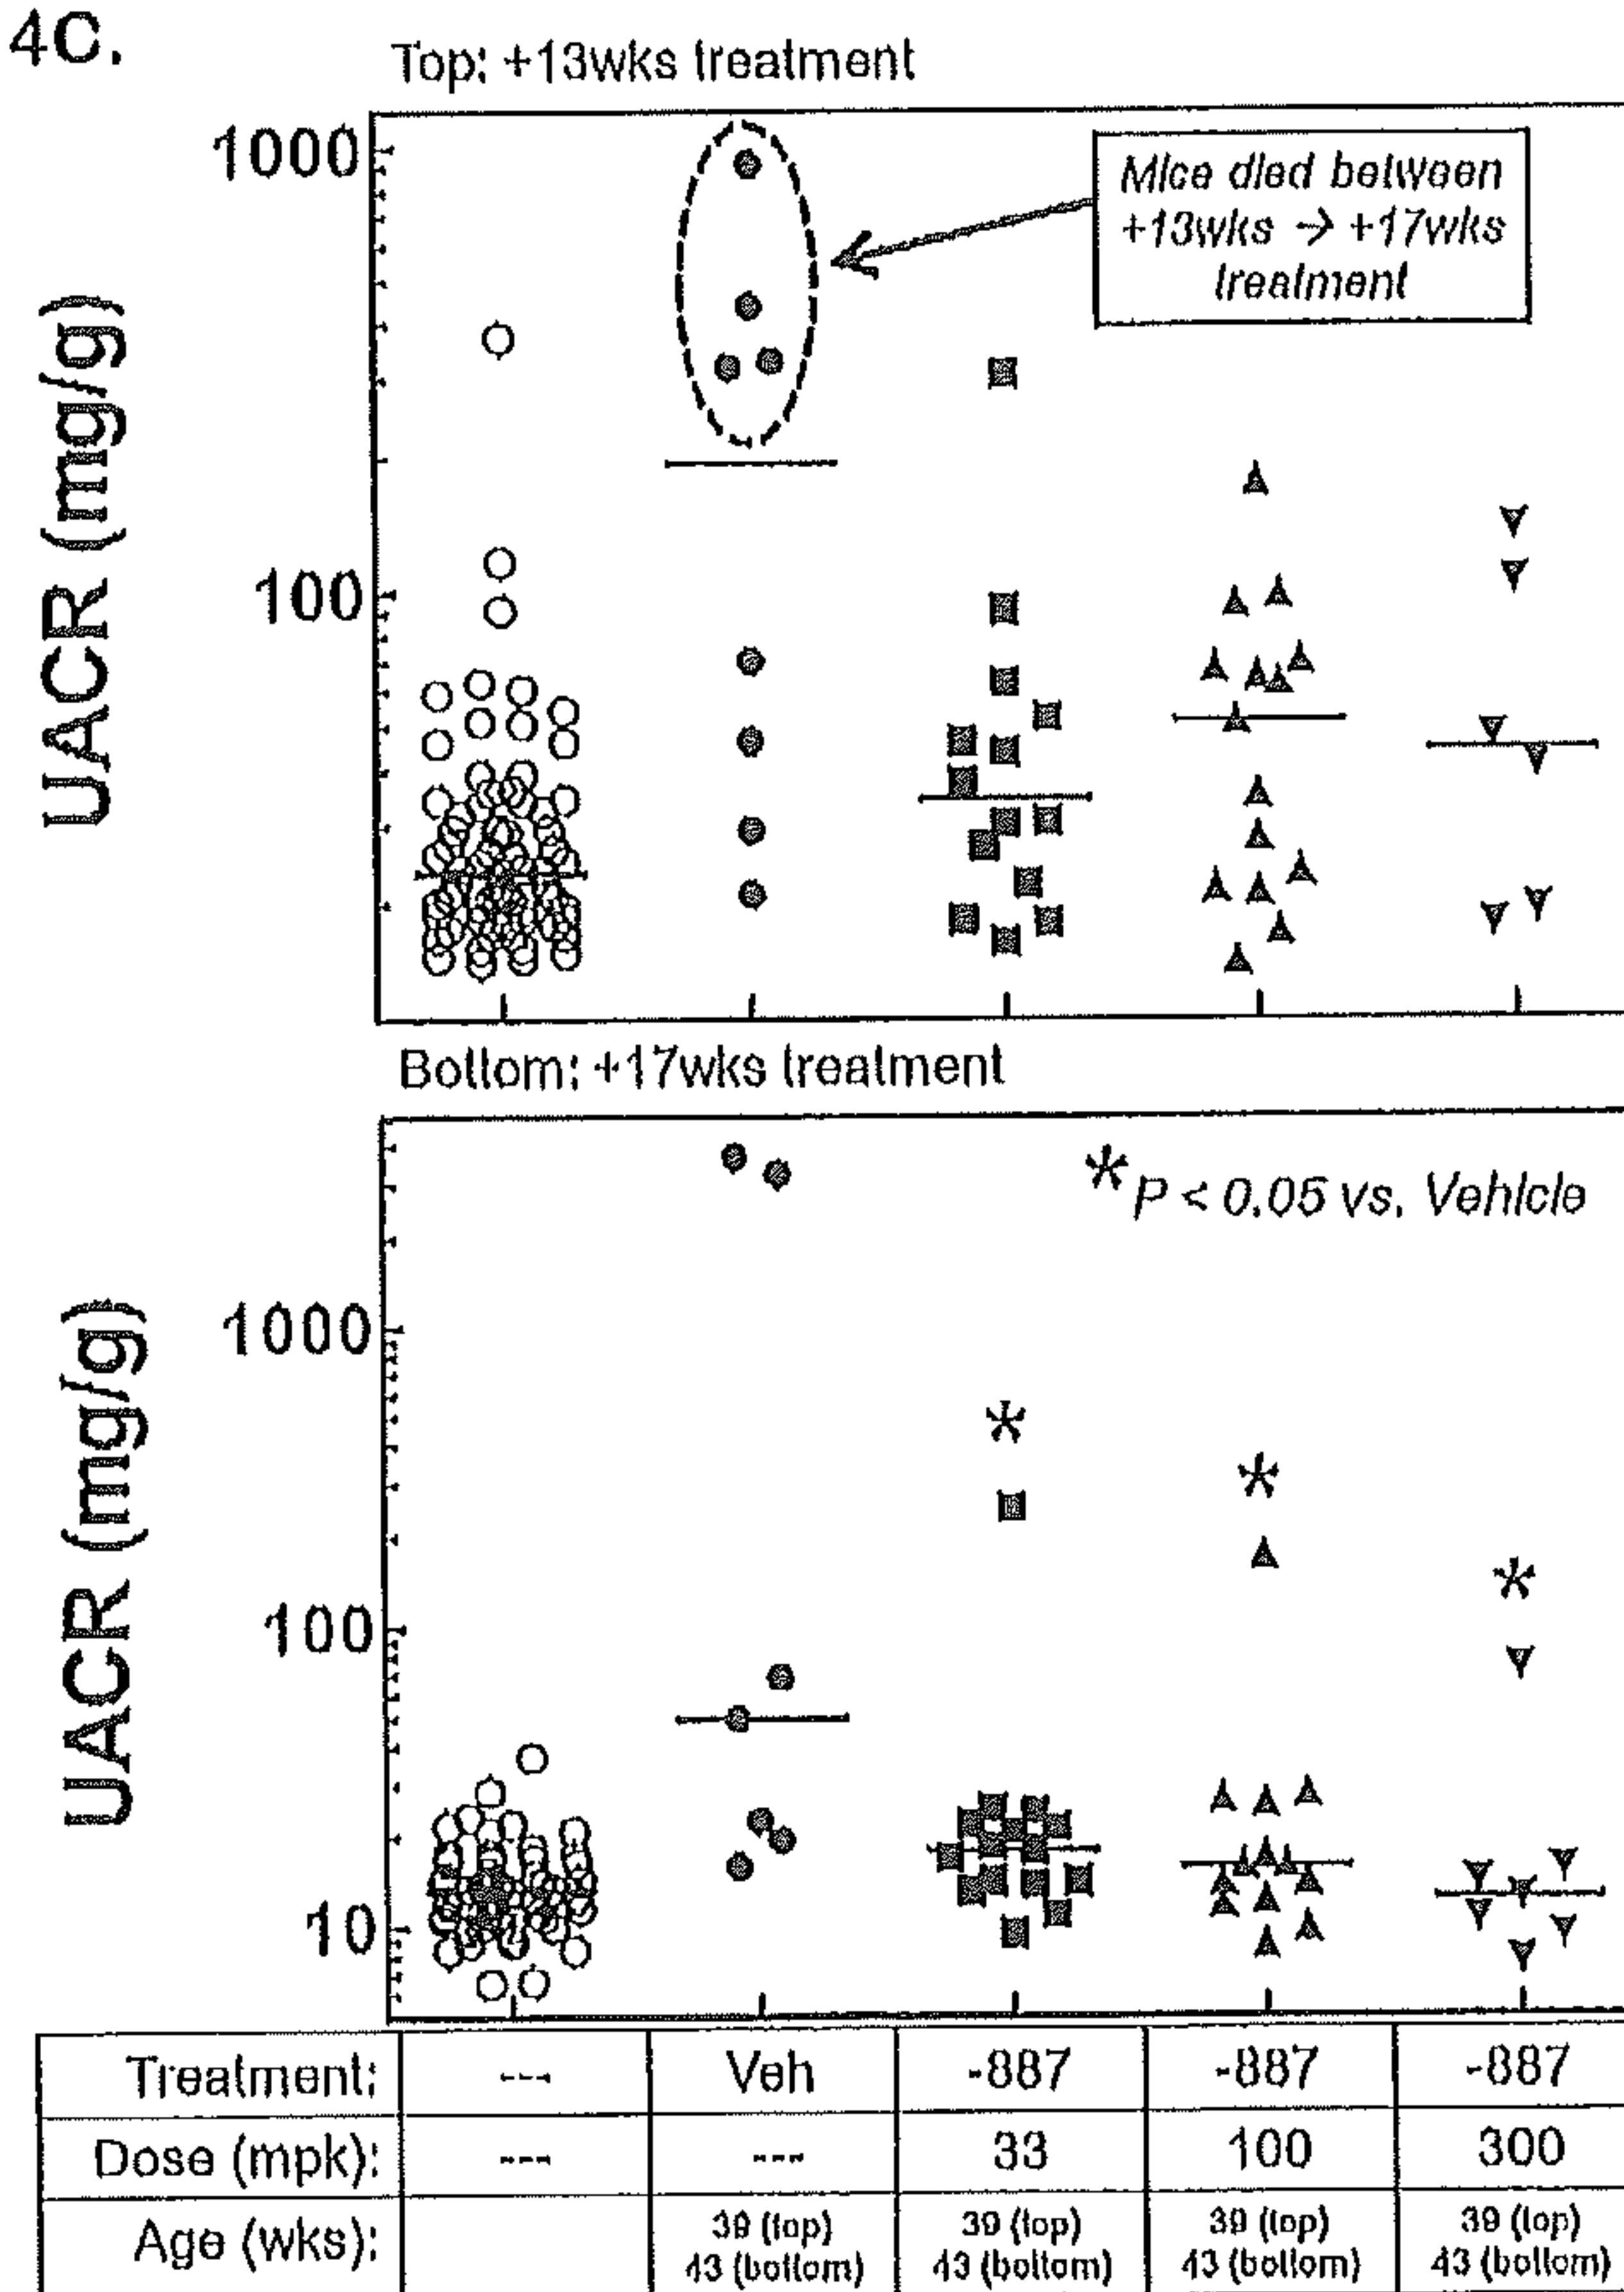 4C.
Top: +13wks treatment
1000
100
UACR (mg/g)
Mice died between
+13wks → +17wks
treatment
Bottom: +17wks treatment
* P < 0.05 vs. Vehicle
1000
100
10
UACR (mg/g)
*
*
*
Treatment: --- Veh -887 -887 -887
Dose (mpk): --- --- 33 100 300
Age (wks): 39 (top) 39 (top) 39 (top) 39 (top)
43 (bottom) 43 (bottom) 43 (bottom) 43 (bottom)